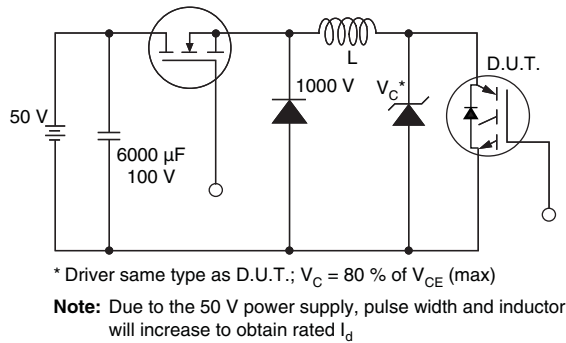 D.U.T.
L
1000 V
V_C*
50 V
6000 µF
100 V
* Driver same type as D.U.T.; V_C = 80 % of V_CE (max)
Note: Due to the 50 V power supply, pulse width and inductor
will increase to obtain rated I_d